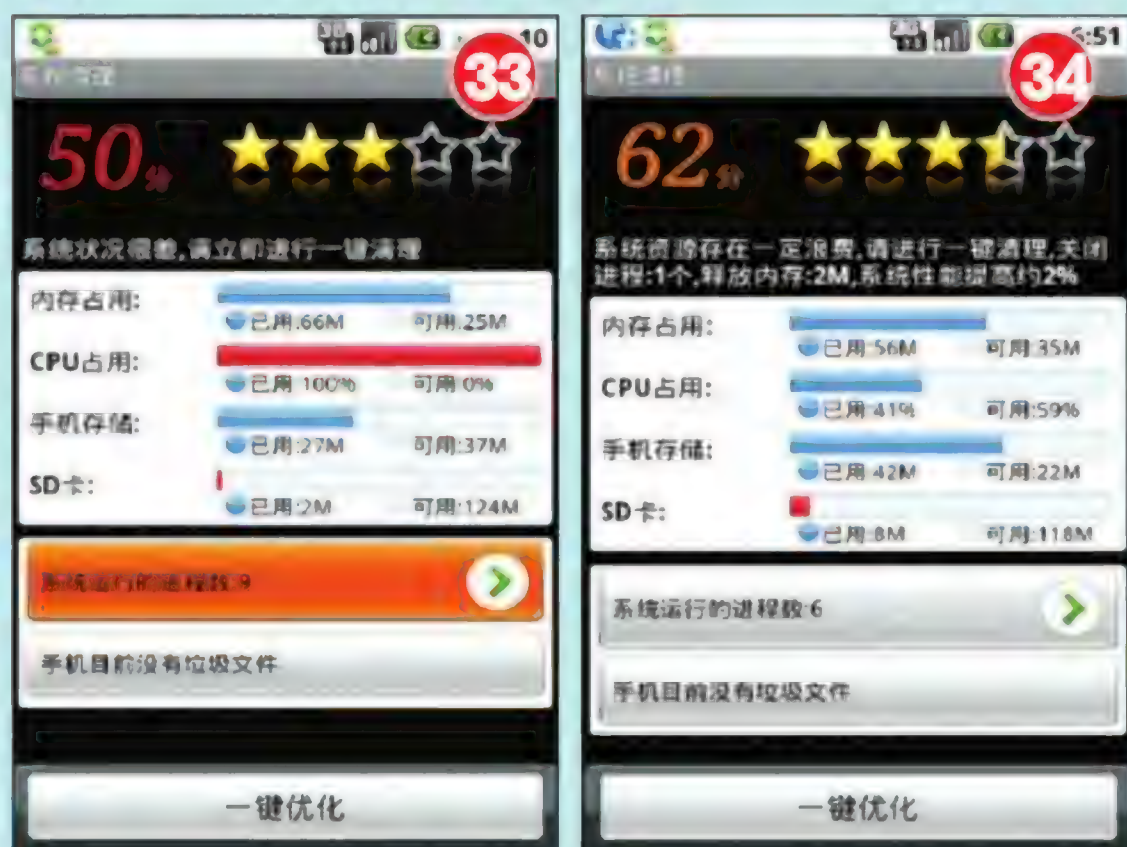 33
50分
系统状况很差,请立即进行一键清理
内存占用:
已用:66M 可用:25M
CPU占用:
已用:100% 可用:0%
手机存储:
已用:27M 可用:37M
SD卡:
已用:2M 可用:124M
系统运行的进程数:9
手机目前没有垃圾文件
一键优化
6:51
34
62分
系统资源存在一定浪费,请进行一键清理,关闭
进程:1个,释放内存:2M,系统性能提高约2%
内存占用:
已用:56M 可用:35M
CPU占用:
已用:41% 可用:59%
手机存储:
已用:42M 可用:22M
SD卡:
已用:8M 可用:118M
系统运行的进程数:6
手机目前没有垃圾文件
一键优化